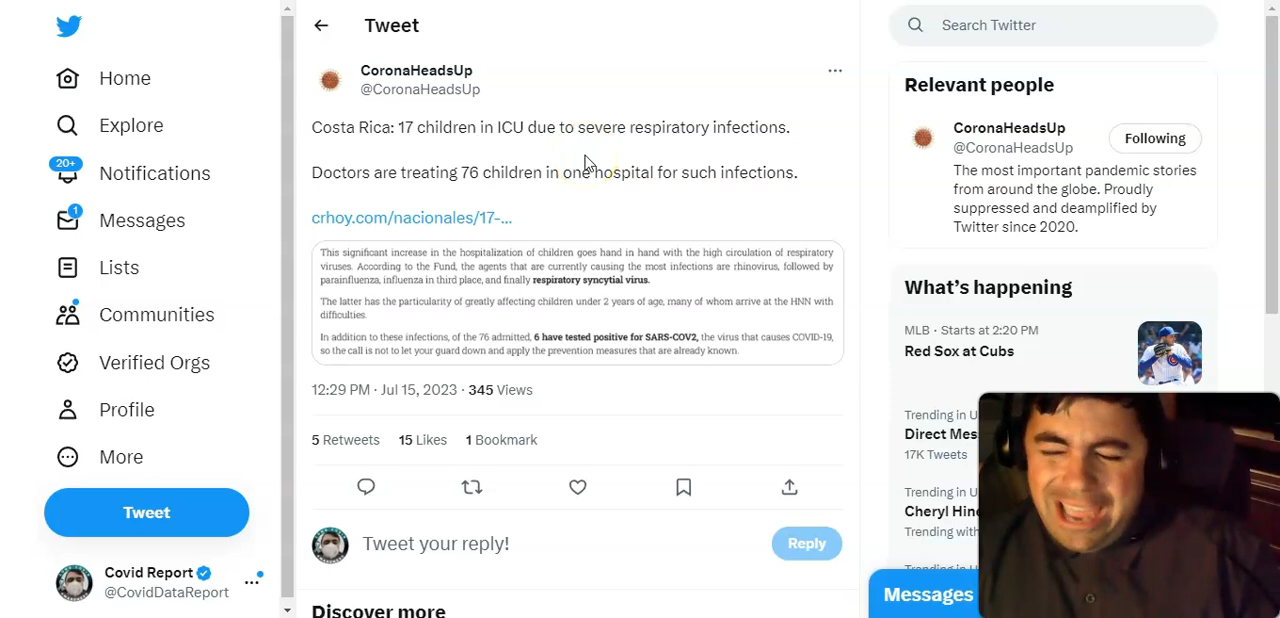 Home
Explore
20+
Notifications
1
Messages
Lists
Communities
Verified Orgs
Profile
More
Tweet
Covid Report
@CovidDataReport
Tweet
CoronaHeadsUp
@CoronaHeadsUp
Costa Rica: 17 children in ICU due to severe respiratory infections.
Doctors are treating 76 children in one hospital for such infections.
crhoy.com/nacionales/17-...
This significant increase in the hospitalization of children goes hand in hand with the high circulation of respiratory
viruses. According to the Fund, the agents that are currently causing the most infections are rhinovirus, followed by
parainfluenza, influenza in third place, and finally respiratory syncytial virus.
The latter has the particularity of greatly affecting children under 2 years of age, many of whom arrive at the HNN with
difficulties.
In addition to these infections, of the 76 admitted, 6 have tested positive for SARS-COV2, the virus that causes COVID-19,
so the call is not to let your guard down and apply the prevention measures that are already known.
12:29 PM · Jul 15, 2023 · 345 Views
5 Retweets 15 Likes 1 Bookmark
Tweet your reply!
Reply
Discover more
Search Twitter
Relevant people
CoronaHeadsUp
@CoronaHeadsUp
Following
The most important pandemic stories
from around the globe. Proudly
suppressed and deamplified by
Twitter since 2020.
What's happening
MLB · Starts at 2:20 PM
Red Sox at Cubs
Trending in
Direct
17K Tweets
Trending in
Cheryl
Trending
Messages